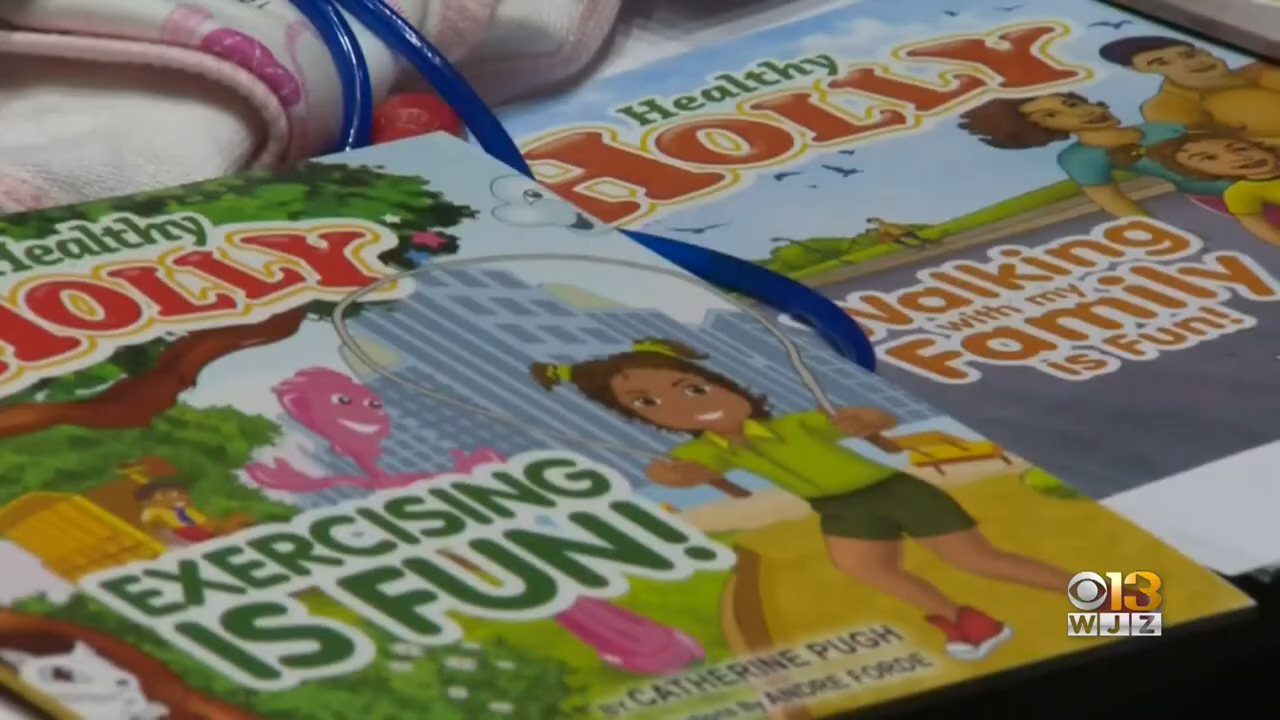 Healthy
HOLLY
Walking
with my
Family
is Fun!
Healthy
HOLLY
EXERCISING
IS FUN!
BY CATHERINE PUGH
ANDRE FORDE
13
WJZ